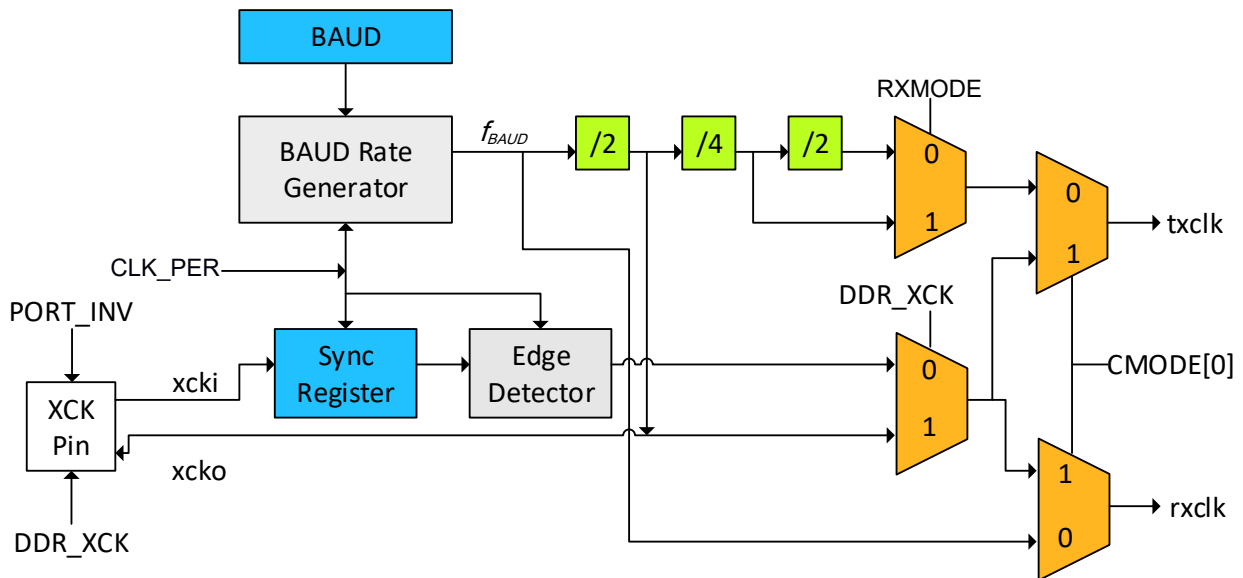 BAUD
RXMODE
BAUD Rate
Generator
fBAUD
/2
/4
/2
0
1
0
1
txclk
CLK_PER
PORT_INV
DDR_XCK
xcki
Sync
Register
Edge
Detector
0
1
CMODE[0]
XCK
Pin
xcko
1
0
rxclk
DDR_XCK